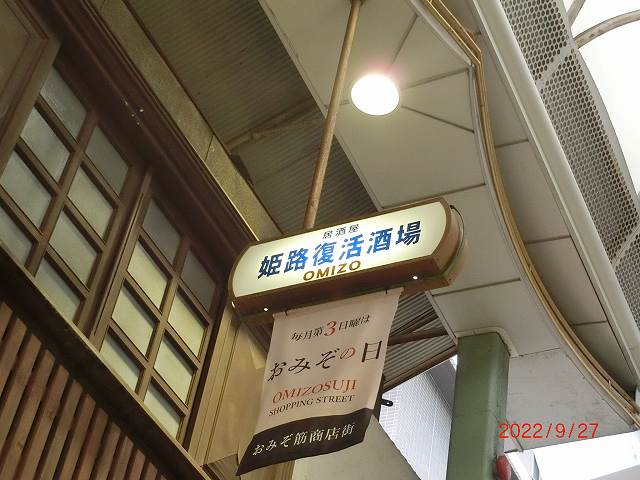 居酒屋
姫路復活酒場
OMIZO
毎月第3日曜は
おみぞの日
OMIZOSUJI
SHOPPING STREET
おみぞ筋商店街
2022/9/27